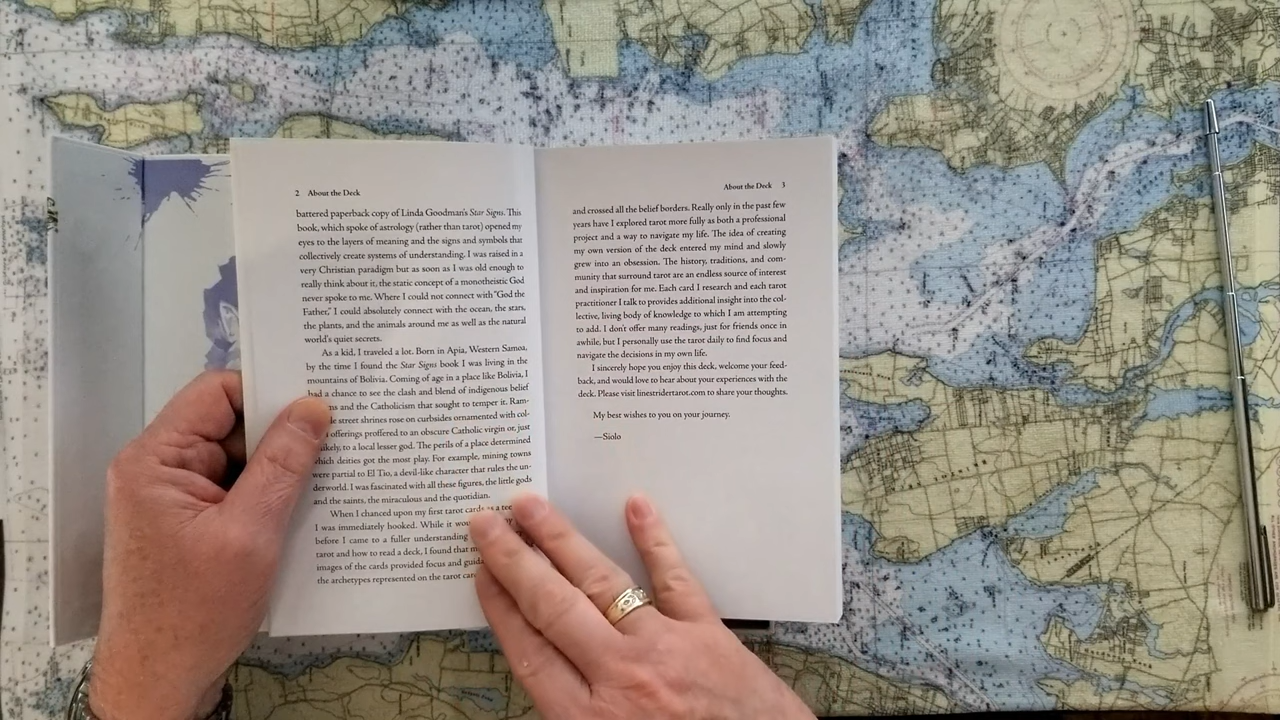 2 About the Deck
battered paperback copy of Linda Goodman's Star Signs. This
book, which spoke of astrology (rather than tarot) opened my
eyes to the layers of meaning and the signs and symbols that
collectively create systems of understanding. I was raised in a
very Christian paradigm but as soon as I was old enough to
really think about it, the static concept of a monotheistic God
never spoke to me. Where I could not connect with "God the
Father," I could absolutely connect with the ocean, the stars,
the plants, and the animals around me as well as the natural
world's quiet secrets.
As a kid, I traveled a lot. Born in Apia, Western Samoa,
by the time I found the Star Signs book I was living in the
mountains of Bolivia. Coming of age in a place like Bolivia, I
had a chance to see the clash and blend of indigenous belief
and the Catholicism that sought to temper it. Ram-
street shrines rose on curbsides ornamented with col-
offerings proffered to an obscure Catholic virgin or, just
to a local lesser god. The perils of a place determined
which deities got the most play. For example, mining towns
were partial to El Tio, a devil-like character that rules the un-
derworld. I was fascinated with all these figures, the little gods
and the saints, the miraculous and the quotidian.
When I chanced upon my first tarot cards as a
I was immediately hooked. While it
before I came to a fuller understanding
tarot and how to read a deck, I found that
images of the cards provided focus and
the archetypes represented on the tarot
About the Deck 3
and crossed all the belief borders. Really only in the past few
years have I explored tarot more fully as both a professional
project and a way to navigate my life. The idea of creating
my own version of the deck entered my mind and slowly
grew into an obsession. The history, traditions, and com-
munity that surround tarot are an endless source of interest
and inspiration for me. Each card I research and each tarot
practitioner I talk to provides additional insight into the col-
lective, living body of knowledge to which I am attempting
to add. I don't offer many readings, just for friends once in
awhile, but I personally use the tarot daily to find focus and
navigate the decisions in my own life.
I sincerely hope you enjoy this deck, welcome your feed-
back, and would love to hear about your experiences with the
deck. Please visit linestridertarot.com to share your thoughts.
My best wishes to you on your journey.
—Siolo